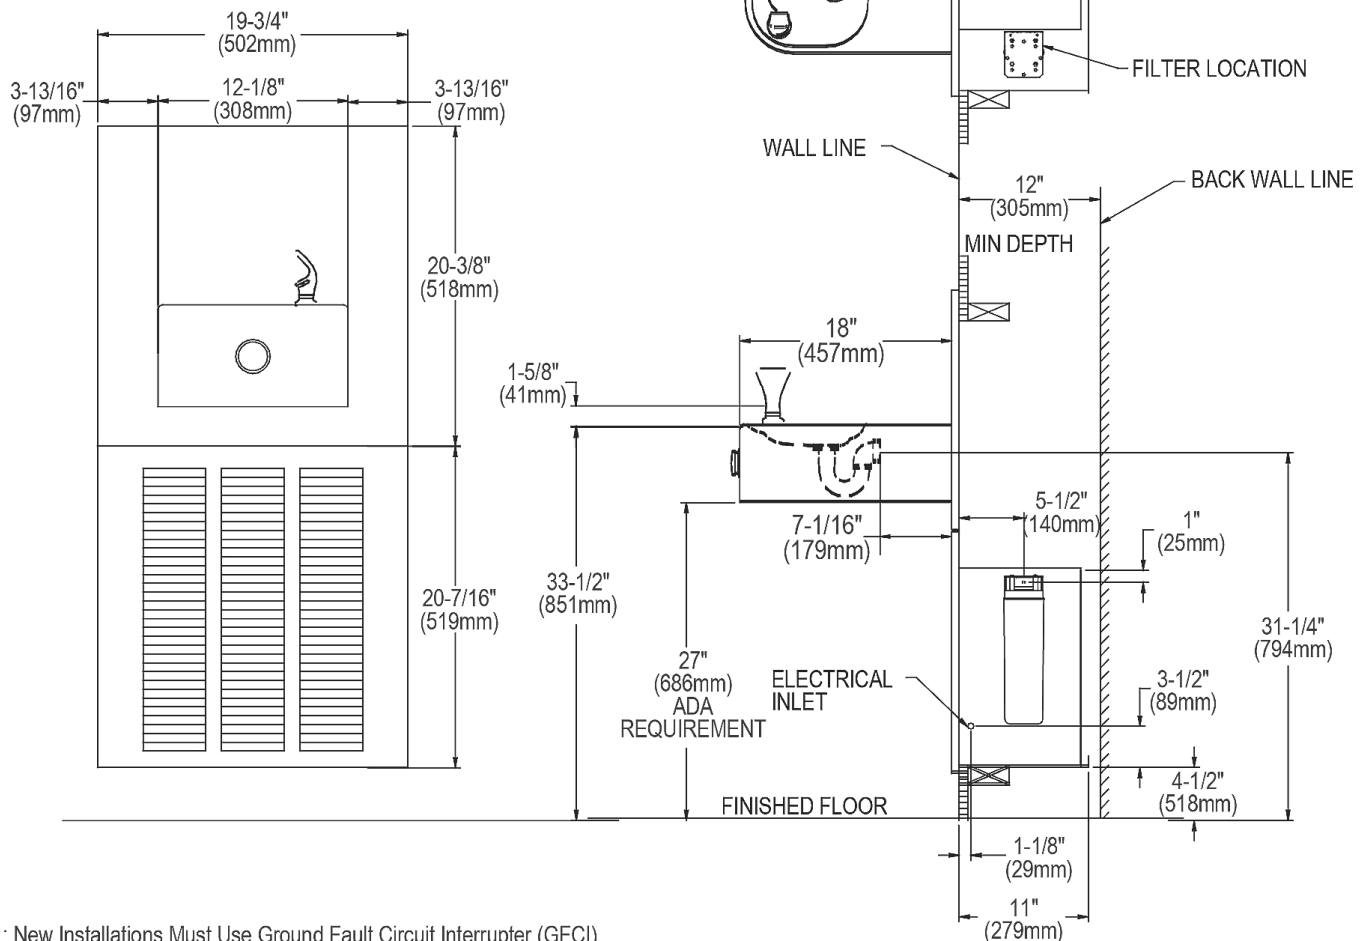 19-3/4"
(502mm)
3-13/16"
(97mm)
12-1/8"
(308mm)
3-13/16"
(97mm)
FILTER LOCATION
WALL LINE
12"
(305mm)
MIN DEPTH
BACK WALL LINE
20-3/8"
(518mm)
18"
(457mm)
1-5/8"
(41mm)
7-1/16"
(179mm)
5-1/2"
(140mm)
1"
(25mm)
33-1/2"
(851mm)
20-7/16"
(519mm)
31-1/4"
(794mm)
27"
(686mm)
ADA
REQUIREMENT
ELECTRICAL
INLET
3-1/2"
(89mm)
4-1/2"
(518mm)
FINISHED FLOOR
1-1/8"
(29mm)
11"
(279mm)
: New Installations Must Use Ground Fault Circuit Interrupter (GFCI)